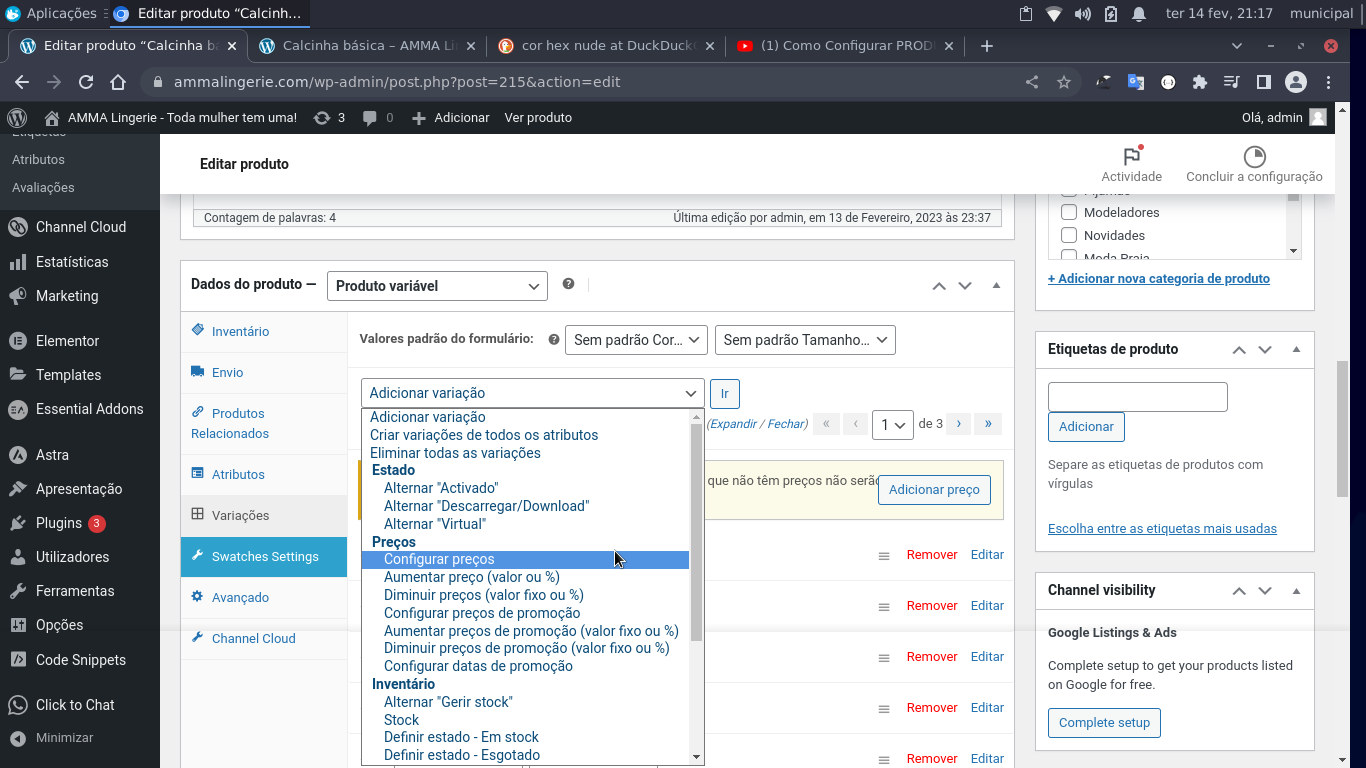 Aplicações
Editar produto “Calcinh…
ter 14 fev, 21:17
municipal
Editar produto “Calcinha b
Calcinha básica – AMMA Li
cor hex nude at DuckDuck
(1) Como Configurar PROD
ammalingerie.com/wp-admin/post.php?post=215&action=edit
AMMA Lingerie - Toda mulher tem uma!
3
0
Adicionar
Ver produto
Olá, admin
Etiquetas
Atributos
Avaliações
Channel Cloud
Estatísticas
Marketing
Elementor
Templates
Essential Addons
Astra
Apresentação
Plugins 3
Utilizadores
Ferramentas
Opções
Code Snippets
Click to Chat
Minimizar
Editar produto
Actividade
Concluir a configuração
Contagem de palavras: 4
Última edição por admin, em 13 de Fevereiro, 2023 às 23:37
Dados do produto —
Produto variável
Inventário
Envio
Produtos
Relacionados
Atributos
Variações
Swatches Settings
Avançado
Channel Cloud
Valores padrão do formulário:
Sem padrão Cor…
Sem padrão Tamanho…
Adicionar variação
Ir
(Expandir / Fechar)
«
‹
1
de 3
›
»
Adicionar variação
Criar variações de todos os atributos
Eliminar todas as variações
Estado
Alternar "Activado"
Alternar "Descarregar/Download"
Alternar "Virtual"
Preços
Configurar preços
Aumentar preço (valor ou %)
Diminuir preços (valor fixo ou %)
Configurar preços de promoção
Aumentar preços de promoção (valor fixo ou %)
Diminuir preços de promoção (valor fixo ou %)
Configurar datas de promoção
Inventário
Alternar "Gerir stock"
Stock
Definir estado - Em stock
Definir estado - Esgotado
que não têm preços não serão
Adicionar preço
Remover Editar
Remover Editar
Remover Editar
Remover Editar
Remover Editar
Modeladores
Novidades
Moda Praia
+ Adicionar nova categoria de produto
Etiquetas de produto
Adicionar
Separe as etiquetas de produtos com
vírgulas
Escolha entre as etiquetas mais usadas
Channel visibility
Google Listings & Ads
Complete setup to get your products listed
on Google for free.
Complete setup